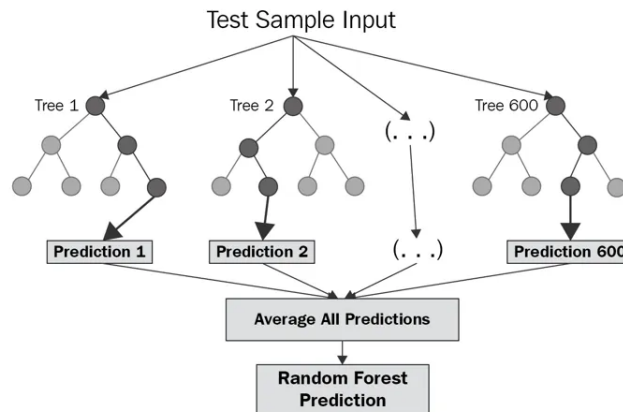 Test Sample Input
Tree 1
Tree 2
Tree 600
(. . .)
Prediction 1
Prediction 2
(. . .)
Prediction 600
Average All Predictions
Random Forest
Prediction